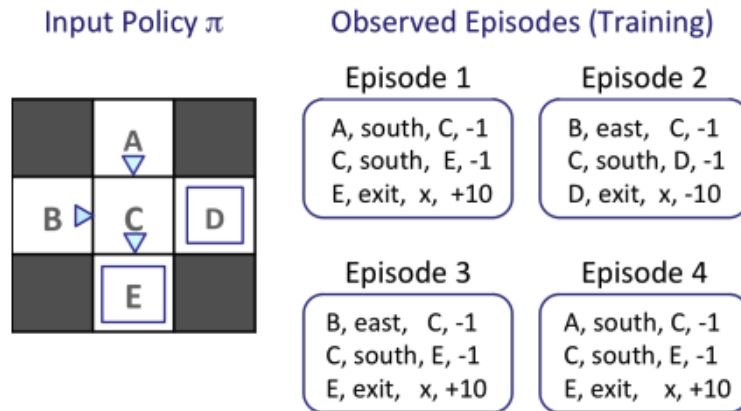 Input Policy π
Observed Episodes (Training)
A
B
C
D
E
Episode 1
A, south, C, -1
C, south, E, -1
E, exit, x, +10
Episode 2
B, east, C, -1
C, south, D, -1
D, exit, x, -10
Episode 3
B, east, C, -1
C, south, E, -1
E, exit, x, +10
Episode 4
A, south, C, -1
C, south, E, -1
E, exit, x, +10